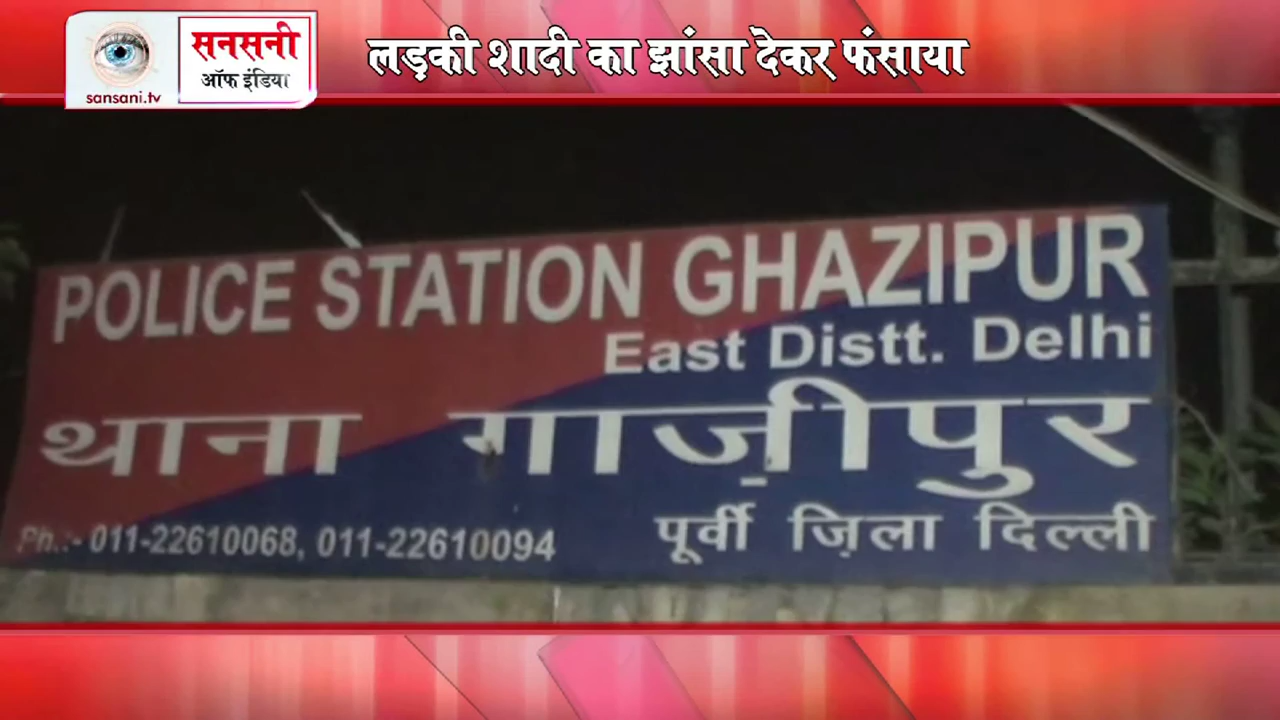 सनसनी
ऑफ इंडिया
sansani.tv
लड़की शादी का झांसा देकर फंसाया
POLICE STATION GHAZIPUR
East Distt. Delhi
थाना गाज़ीपुर
Ph.:- 011-22610068, 011-22610094
पूर्वी ज़िला दिल्ली